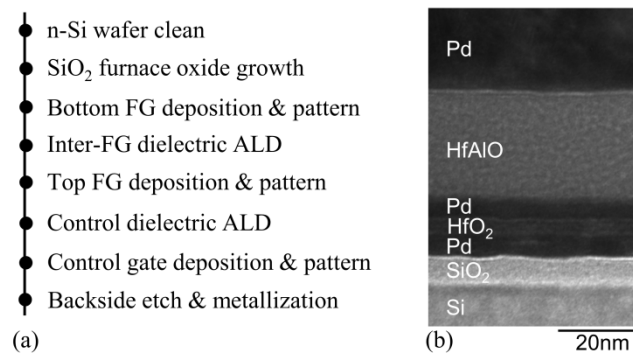 n-Si wafer clean
SiO₂ furnace oxide growth
Bottom FG deposition & pattern
Inter-FG dielectric ALD
Top FG deposition & pattern
Control dielectric ALD
Control gate deposition & pattern
Backside etch & metallization
(a)
Pd
HfAlO
Pd
HfO₂
Pd
SiO₂
Si
(b)
20nm